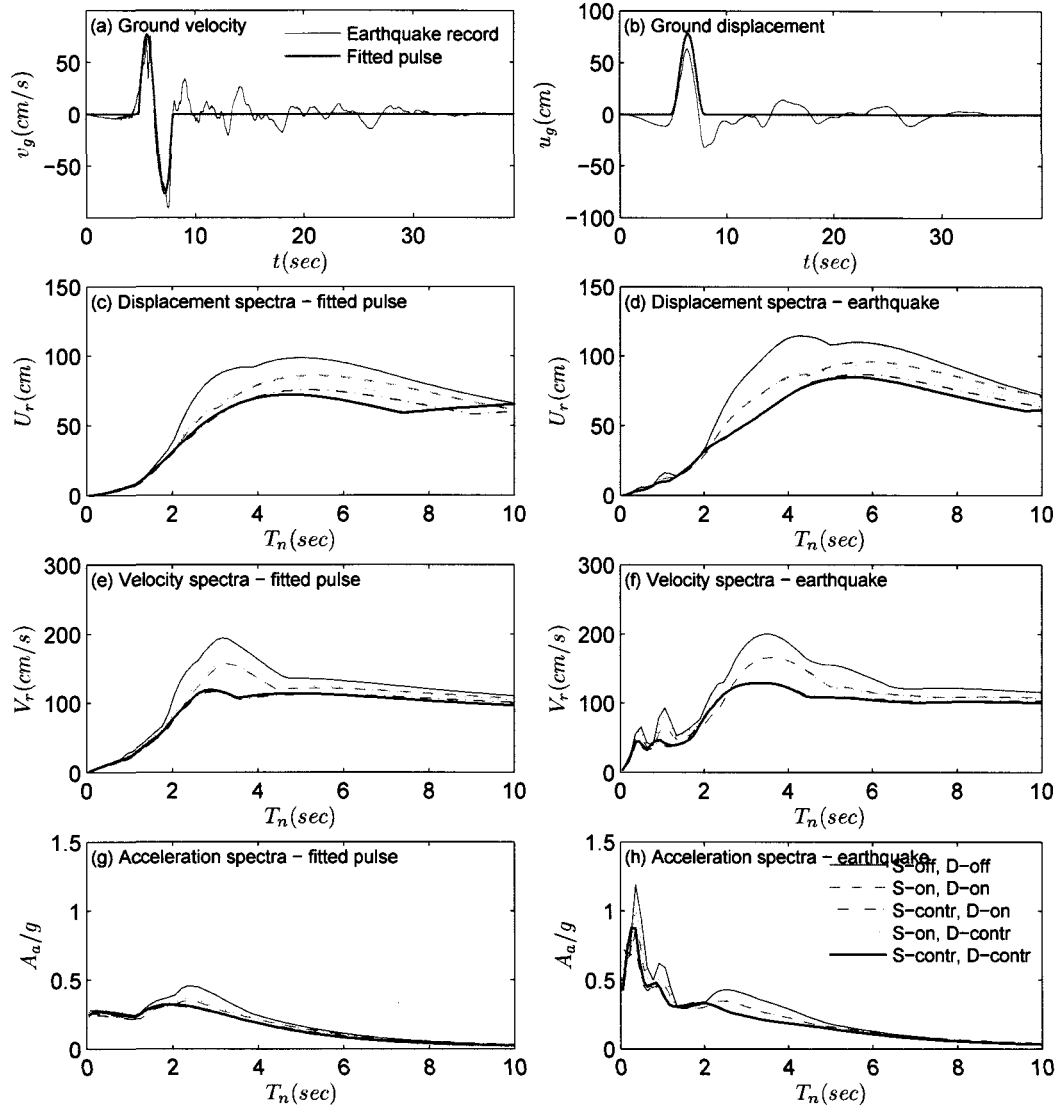 (a) Ground velocity
Earthquake record
Fitted pulse
v_g(cm/s)
50
0
−50
0 10 20 30
t(sec)
(b) Ground displacement
u_g(cm)
100
50
0
−50
−100
0 10 20 30
t(sec)
(c) Displacement spectra − fitted pulse
U_r(cm)
150
100
50
0
0 2 4 6 8 10
T_n(sec)
(d) Displacement spectra − earthquake
U_r(cm)
150
100
50
0
0 2 4 6 8 10
T_n(sec)
(e) Velocity spectra − fitted pulse
V_r(cm/s)
300
200
100
0
0 2 4 6 8 10
T_n(sec)
(f) Velocity spectra − earthquake
V_r(cm/s)
300
200
100
0
0 2 4 6 8 10
T_n(sec)
(g) Acceleration spectra − fitted pulse
A_a/g
1.5
1
0.5
0
0 2 4 6 8 10
T_n(sec)
(h) Acceleration spectra − earthquake
S−off, D−off
S−on, D−on
S−contr, D−on
S−on, D−contr
S−contr, D−contr
A_a/g
1.5
1
0.5
0
0 2 4 6 8 10
T_n(sec)